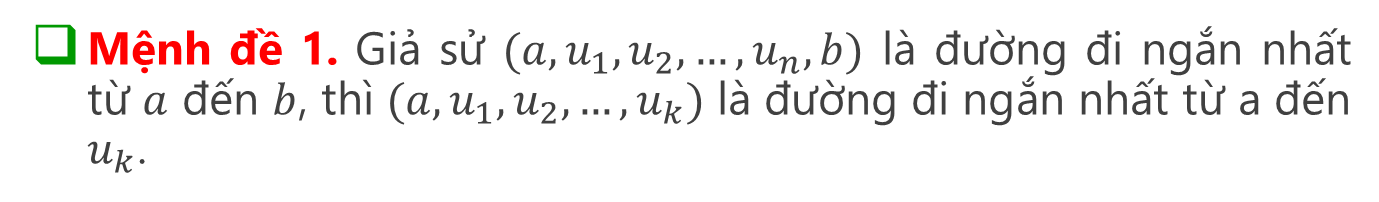 Mệnh đề 1. Giả sử (𝑎, 𝑢₁, 𝑢₂, … , 𝑢ₙ, 𝑏) là đường đi ngắn nhất
từ 𝑎 đến 𝑏, thì (𝑎, 𝑢₁, 𝑢₂, … , 𝑢ₖ) là đường đi ngắn nhất từ a đến
𝑢ₖ.